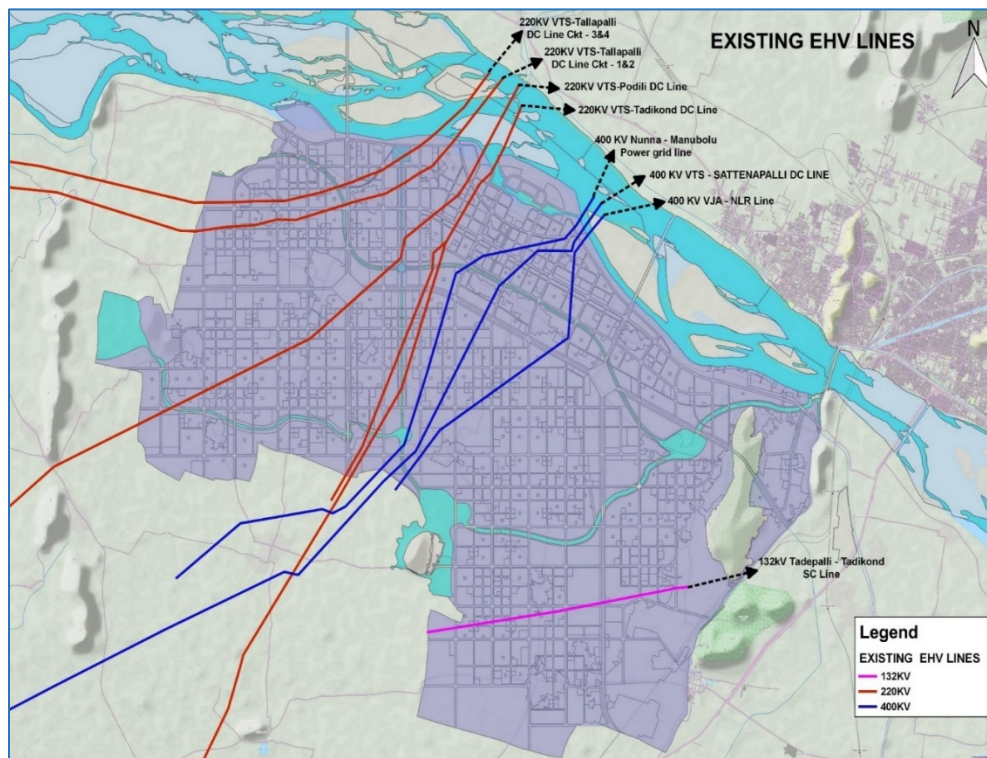 EXISTING EHV LINES
N
220KV VTS-Tallapalli
DC Line Ckt - 3&4
220KV VTS-Tallapalli
DC Line Ckt - 1&2
220KV VTS-Podili DC Line
220KV VTS-Tadikond DC Line
400 KV Nunna - Manubolu
Power grid line
400 KV VTS - SATTENAPALLI DC LINE
400 KV VJA - NLR Line
132kV Tadepalli - Tadikond
SC Line
Legend
EXISTING EHV LINES
132KV
220KV
400KV